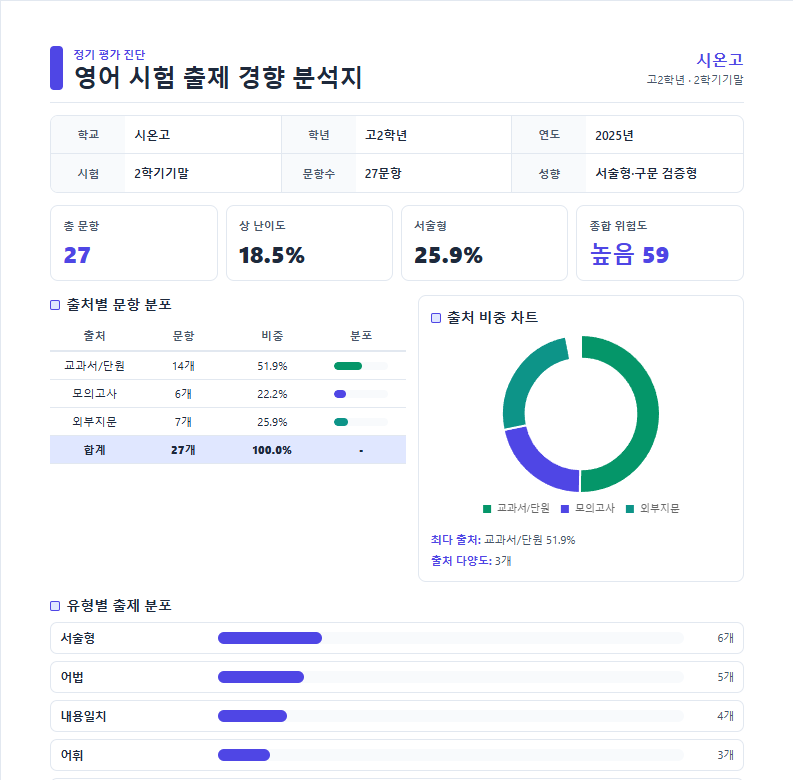 정기 평가 진단
영어 시험 출제 경향 분석지
시온고
고2학년 · 2학기기말
학교 시온고 학년 고2학년 연도 2025년
시험 2학기기말 문항수 27문항 성향 서술형·구문 검증형
총 문항 상 난이도 서술형 종합 위험도
27 18.5% 25.9% 높음 59
출처별 문항 분포
출처 문항 비중 분포
교과서/단원 14개 51.9%
모의고사 6개 22.2%
외부지문 7개 25.9%
합계 27개 100.0% -
출처 비중 차트
교과서/단원 모의고사 외부지문
최다 출처: 교과서/단원 51.9%
출처 다양도: 3개
유형별 출제 분포
서술형 6개
어법 5개
내용일치 4개
어휘 3개